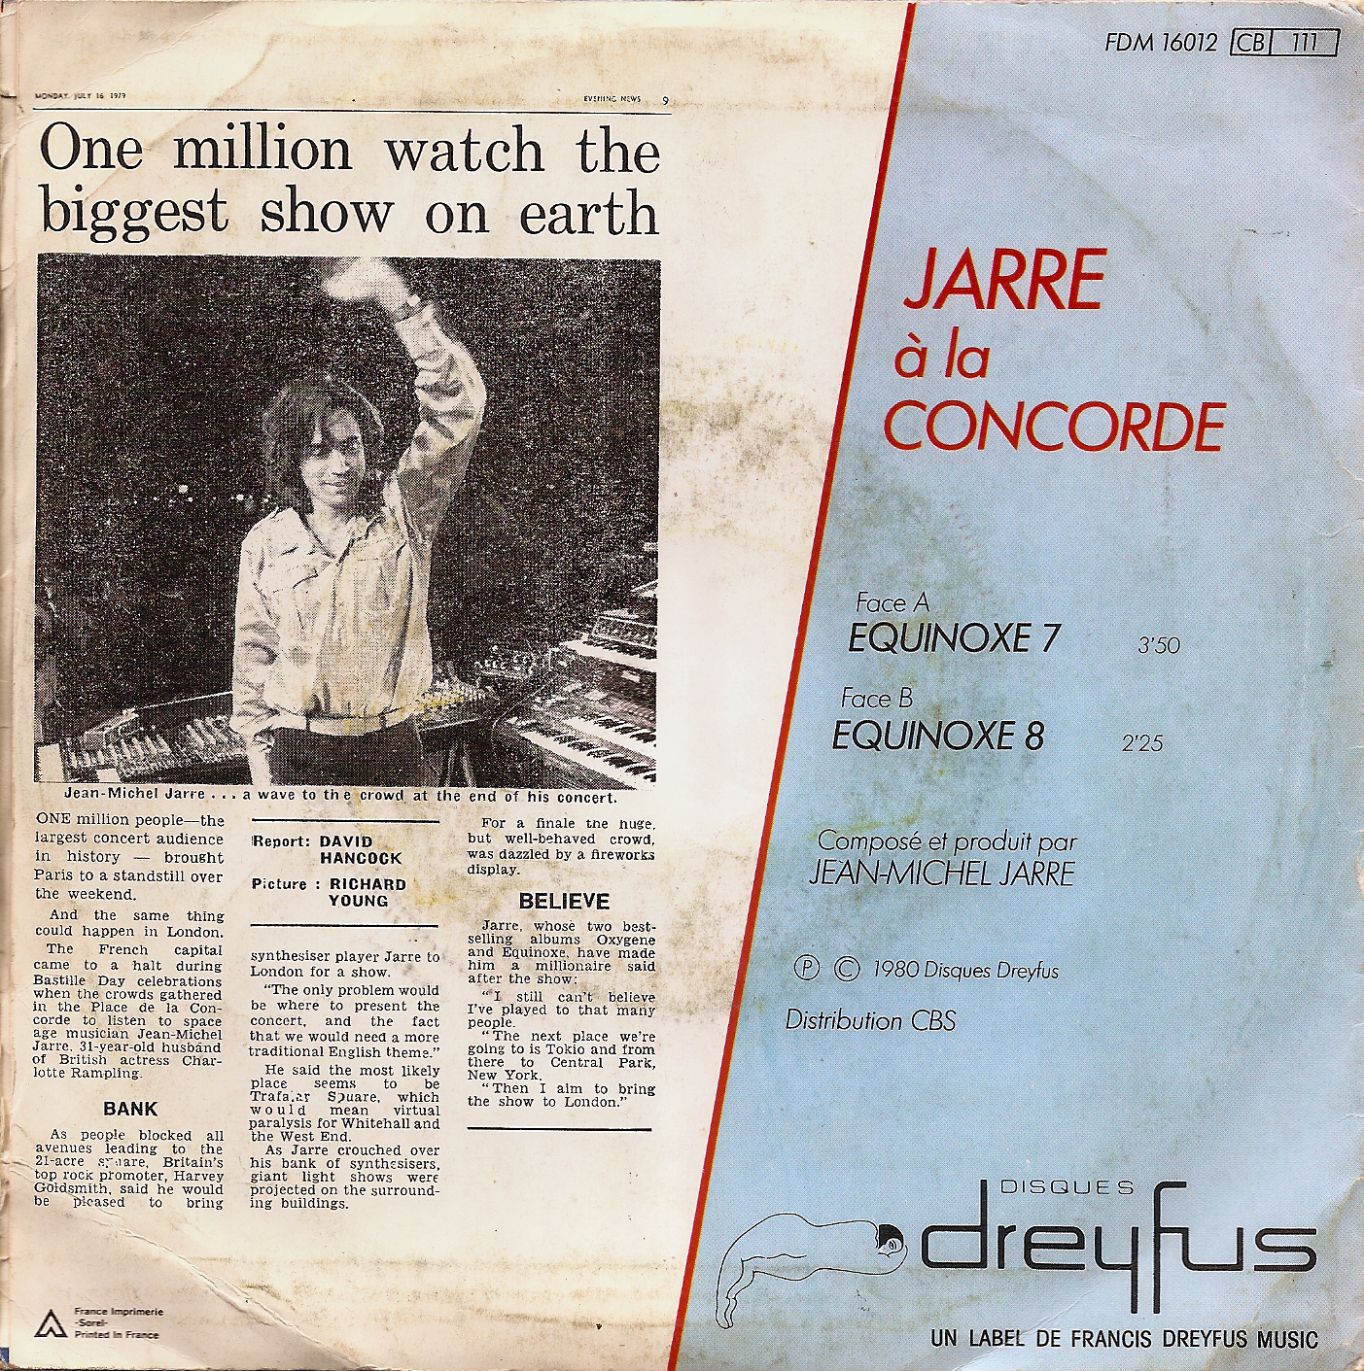 MONDAY, JULY 16 1979
EVENING NEWS 9
One million watch the
biggest show on earth
Jean-Michel Jarre . . . a wave to the crowd at the end of his concert.
ONE million people—the
largest concert audience
in history — brought
Paris to a standstill over
the weekend.
And the same thing
could happen in London.
The French capital
came to a halt during
Bastille Day celebrations
when the crowds gathered
in the Place de la Con-
corde to listen to space
age musician Jean-Michel
Jarre, 31-year-old husband
of British actress Char-
lotte Rampling.
BANK
As people blocked all
avenues leading to the
21-acre square, Britain's
top rock promoter, Harvey
Goldsmith, said he would
be pleased to bring
Report: DAVID
HANCOCK
Picture : RICHARD
YOUNG
synthesiser player Jarre to
London for a show.
"The only problem would
be where to present the
concert, and the fact
that we would need a more
traditional English theme."
He said the most likely
place seems to be
Trafalgar Square, which
would mean virtual
paralysis for Whitehall and
the West End.
As Jarre crouched over
his bank of synthesisers,
giant light shows were
projected on the surround-
ing buildings.
For a finale the huge,
but well-behaved crowd,
was dazzled by a fireworks
display.
BELIEVE
Jarre, whose two best-
selling albums Oxygene
and Equinoxe, have made
him a millionaire said
after the show:
"I still can't believe
I've played to that many
people.
"The next place we're
going to is Tokio and from
there to Central Park,
New York.
"Then I aim to bring
the show to London."
France Imprimerie
-Sorel-
Printed in France
FDM 16012 CB 111
JARRE
à la
CONCORDE
Face A
EQUINOXE 7 3'50
Face B
EQUINOXE 8 2'25
Composé et produit par
JEAN-MICHEL JARRE
Ⓟ © 1980 Disques Dreyfus
Distribution CBS
DISQUES
dreyfus
UN LABEL DE FRANCIS DREYFUS MUSIC